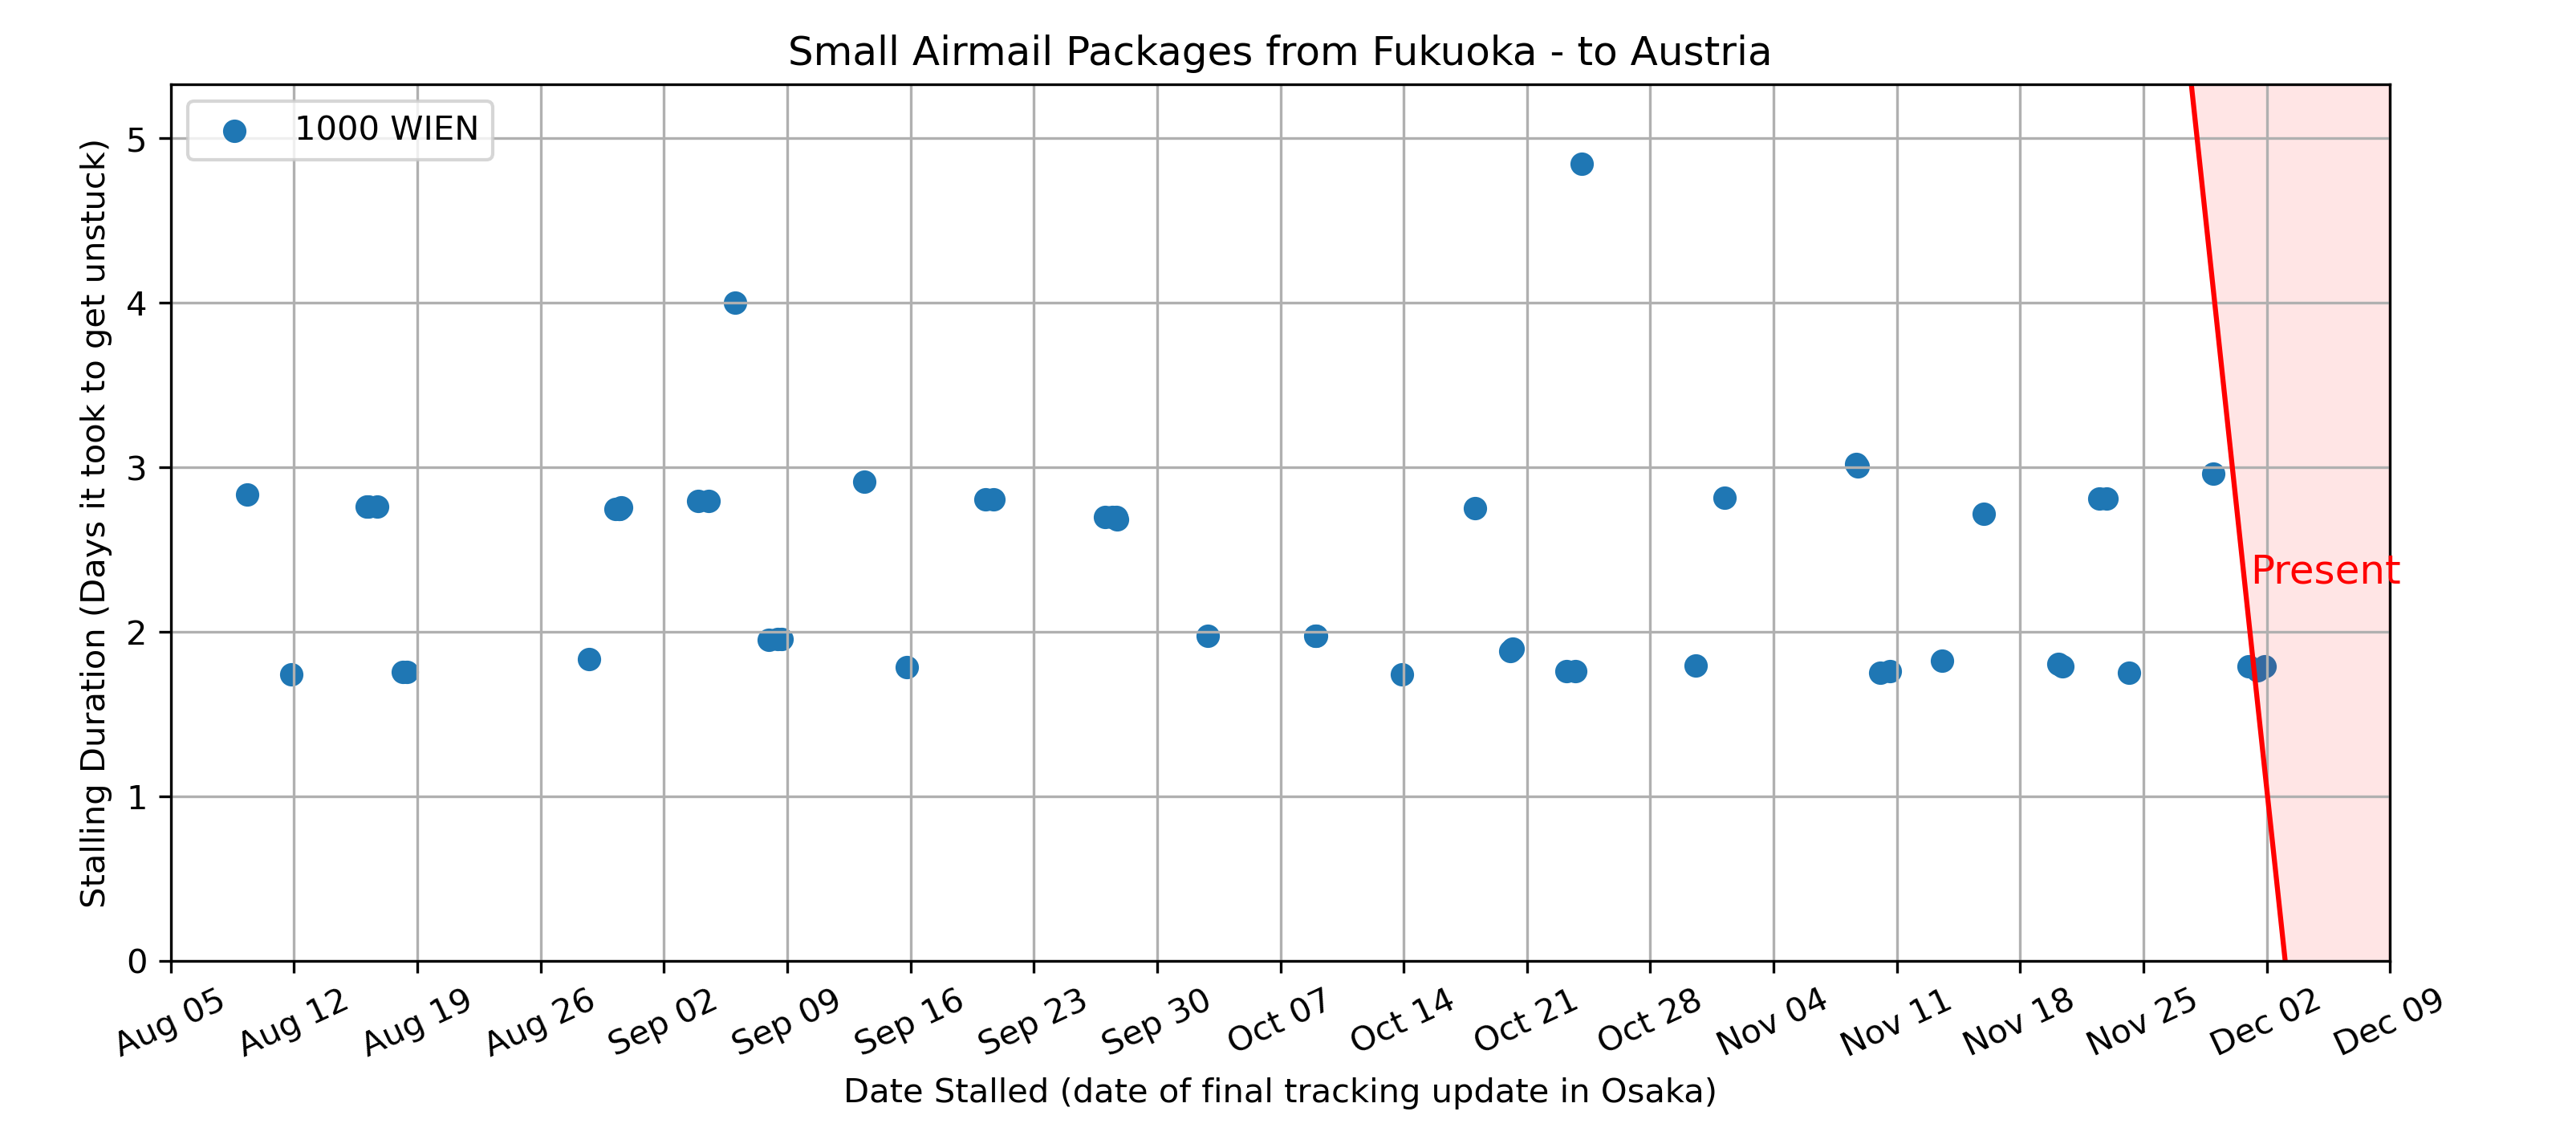 Small Airmail Packages from Fukuoka - to Austria
1000 WIEN
Stalling Duration (Days it took to get unstuck)
5
4
3
2
1
0
Present
Aug 05
Aug 12
Aug 19
Aug 26
Sep 02
Sep 09
Sep 16
Sep 23
Sep 30
Oct 07
Oct 14
Oct 21
Oct 28
Nov 04
Nov 11
Nov 18
Nov 25
Dec 02
Dec 09
Date Stalled (date of final tracking update in Osaka)